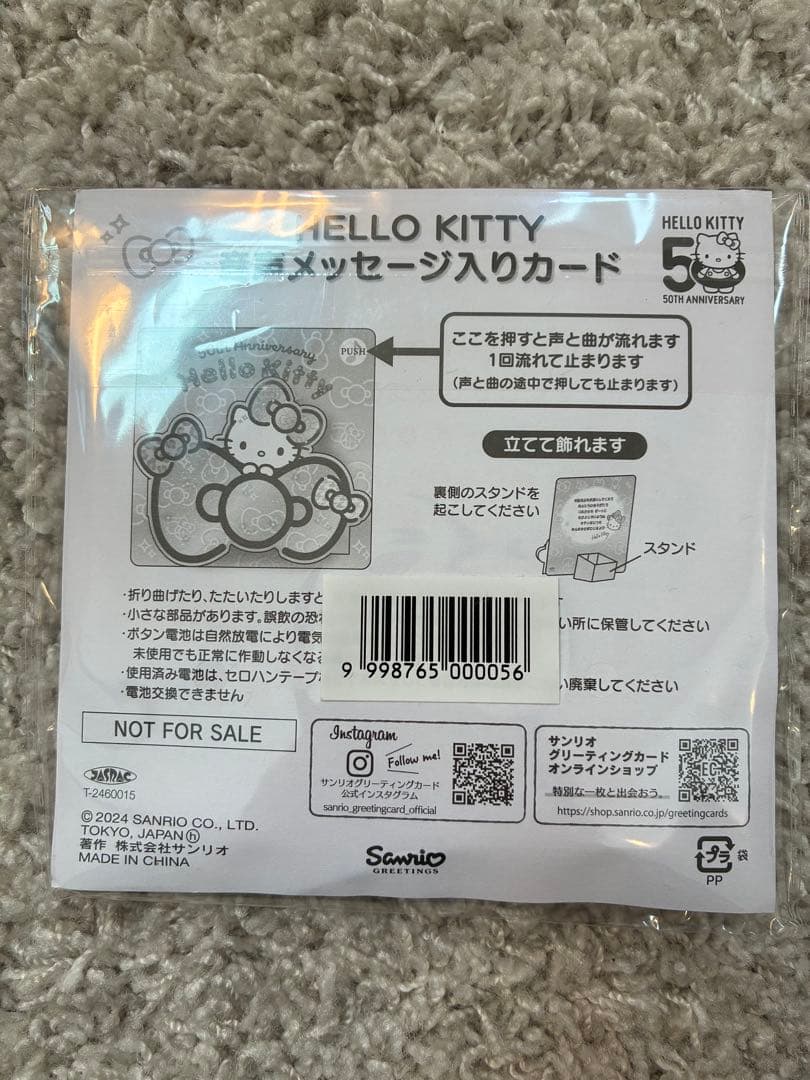 HELLO KITTY
音声メッセージ入りカード
HELLO KITTY
50
50TH ANNIVERSARY
50th Anniversary
Hello Kitty
PUSH
ここを押すと声と曲が流れます
1回流れて止まります
(声と曲の途中で押しても止まります)
立てて飾れます
裏側のスタンドを
起こしてください
Hello Kitty
スタンド
・折り曲げたり、たたいたりしますと
・小さな部品があります。誤飲の恐れ
い所に保管してください
・ボタン電池は自然放電により電気
未使用でも正常に作動しなくなる
・使用済み電池は、セロハンテープ
い廃棄してください
・電池交換できません
9 998765 000056
NOT FOR SALE
JASRAC
T-2460015
©2024 SANRIO CO., LTD.
TOKYO, JAPAN ⓗ
著作 株式会社サンリオ
MADE IN CHINA
Instagram
Follow me!
サンリオグリーティングカード
公式インスタグラム
sanrio_greetingcard_official
サンリオ
グリーティングカード
オンラインショップ
特別な一枚と出会おう。
https://shop.sanrio.co.jp/greetingcards
EC
Sanrio
GREETINGS
プラ
袋
PP